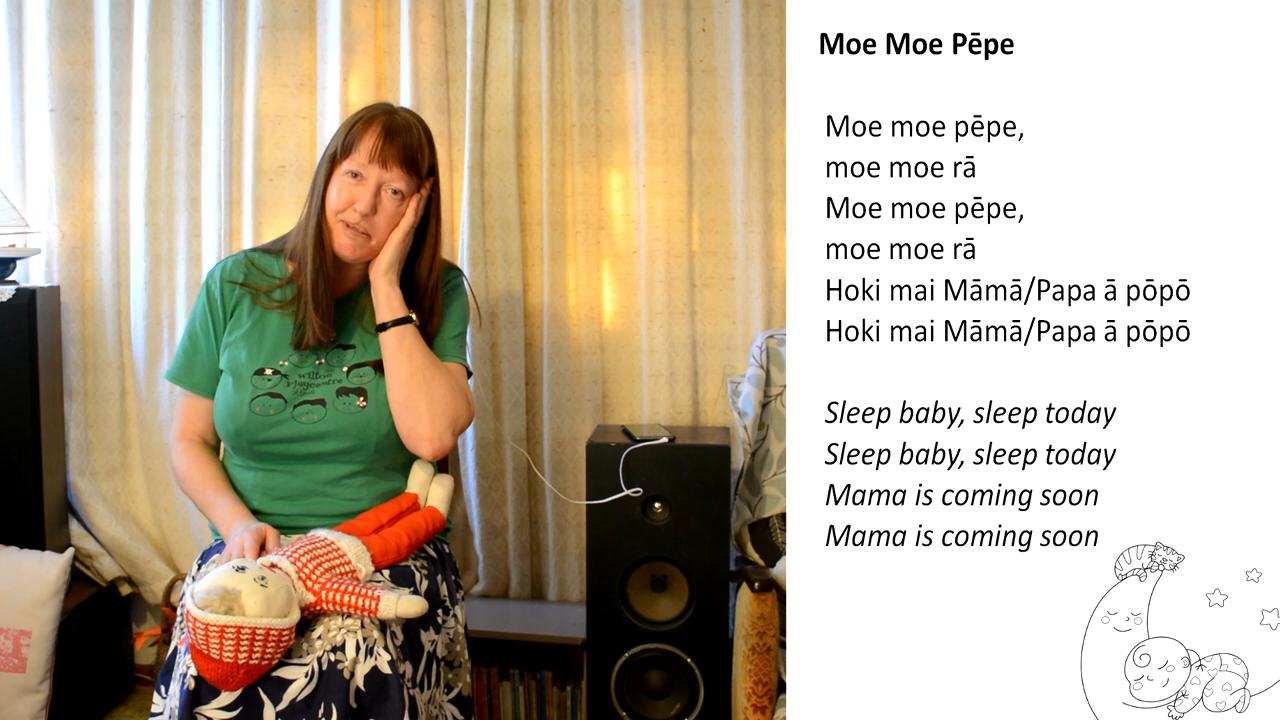 Moe Moe Pēpe
Moe moe pēpe,
moe moe rā
Moe moe pēpe,
moe moe rā
Hoki mai Māmā/Papa ā pōpō
Hoki mai Māmā/Papa ā pōpō
Sleep baby, sleep today
Sleep baby, sleep today
Mama is coming soon
Mama is coming soon
Wilton
Playcentre